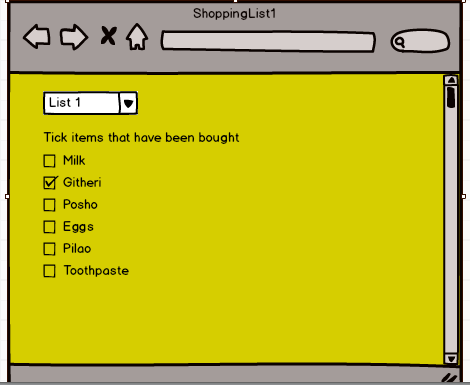 ShoppingList1
List 1
Tick items that have been bought
Milk
Githeri
Posho
Eggs
Pilao
Toothpaste